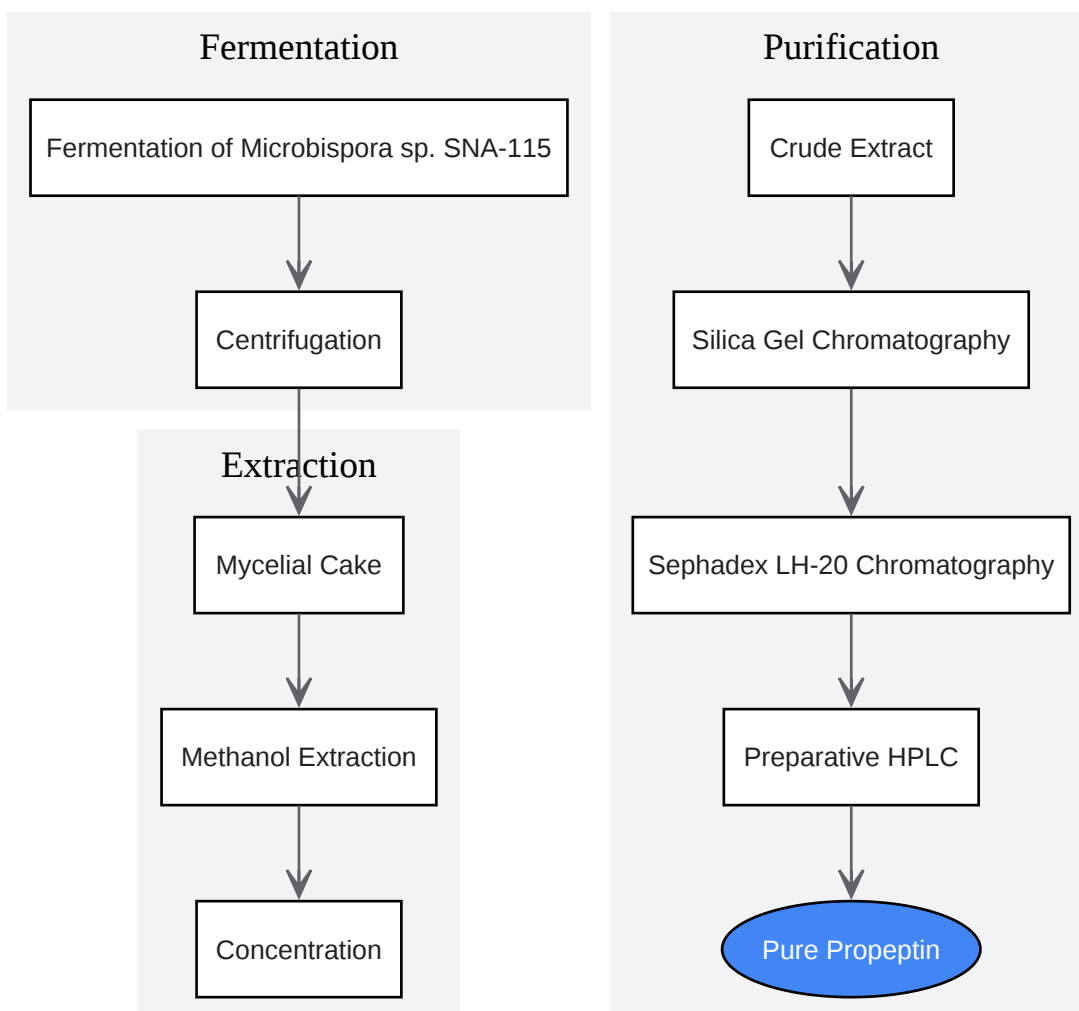 Fermentation
Fermentation of Microbispora sp. SNA-115
Centrifugation
Extraction
Mycelial Cake
Methanol Extraction
Concentration
Purification
Crude Extract
Silica Gel Chromatography
Sephadex LH-20 Chromatography
Preparative HPLC
Pure Propeptin